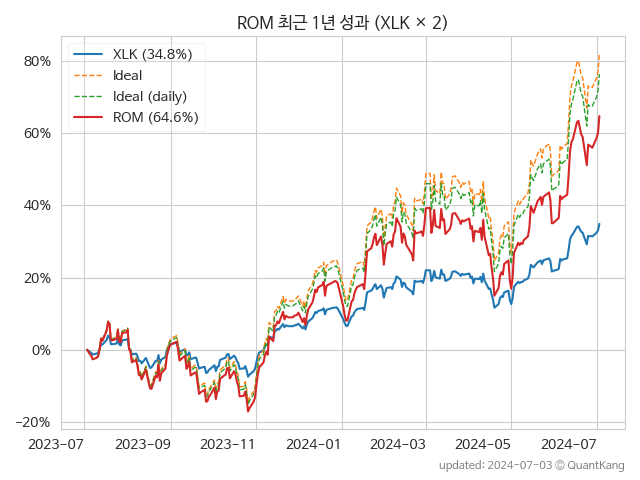 ROM 최근 1년 성과 (XLK × 2)
XLK (34.8%)
Ideal
Ideal (daily)
ROM (64.6%)
80%
60%
40%
20%
0%
−20%
2023-07 2023-09 2023-11 2024-01 2024-03 2024-05 2024-07
updated: 2024-07-03 © QuantKang